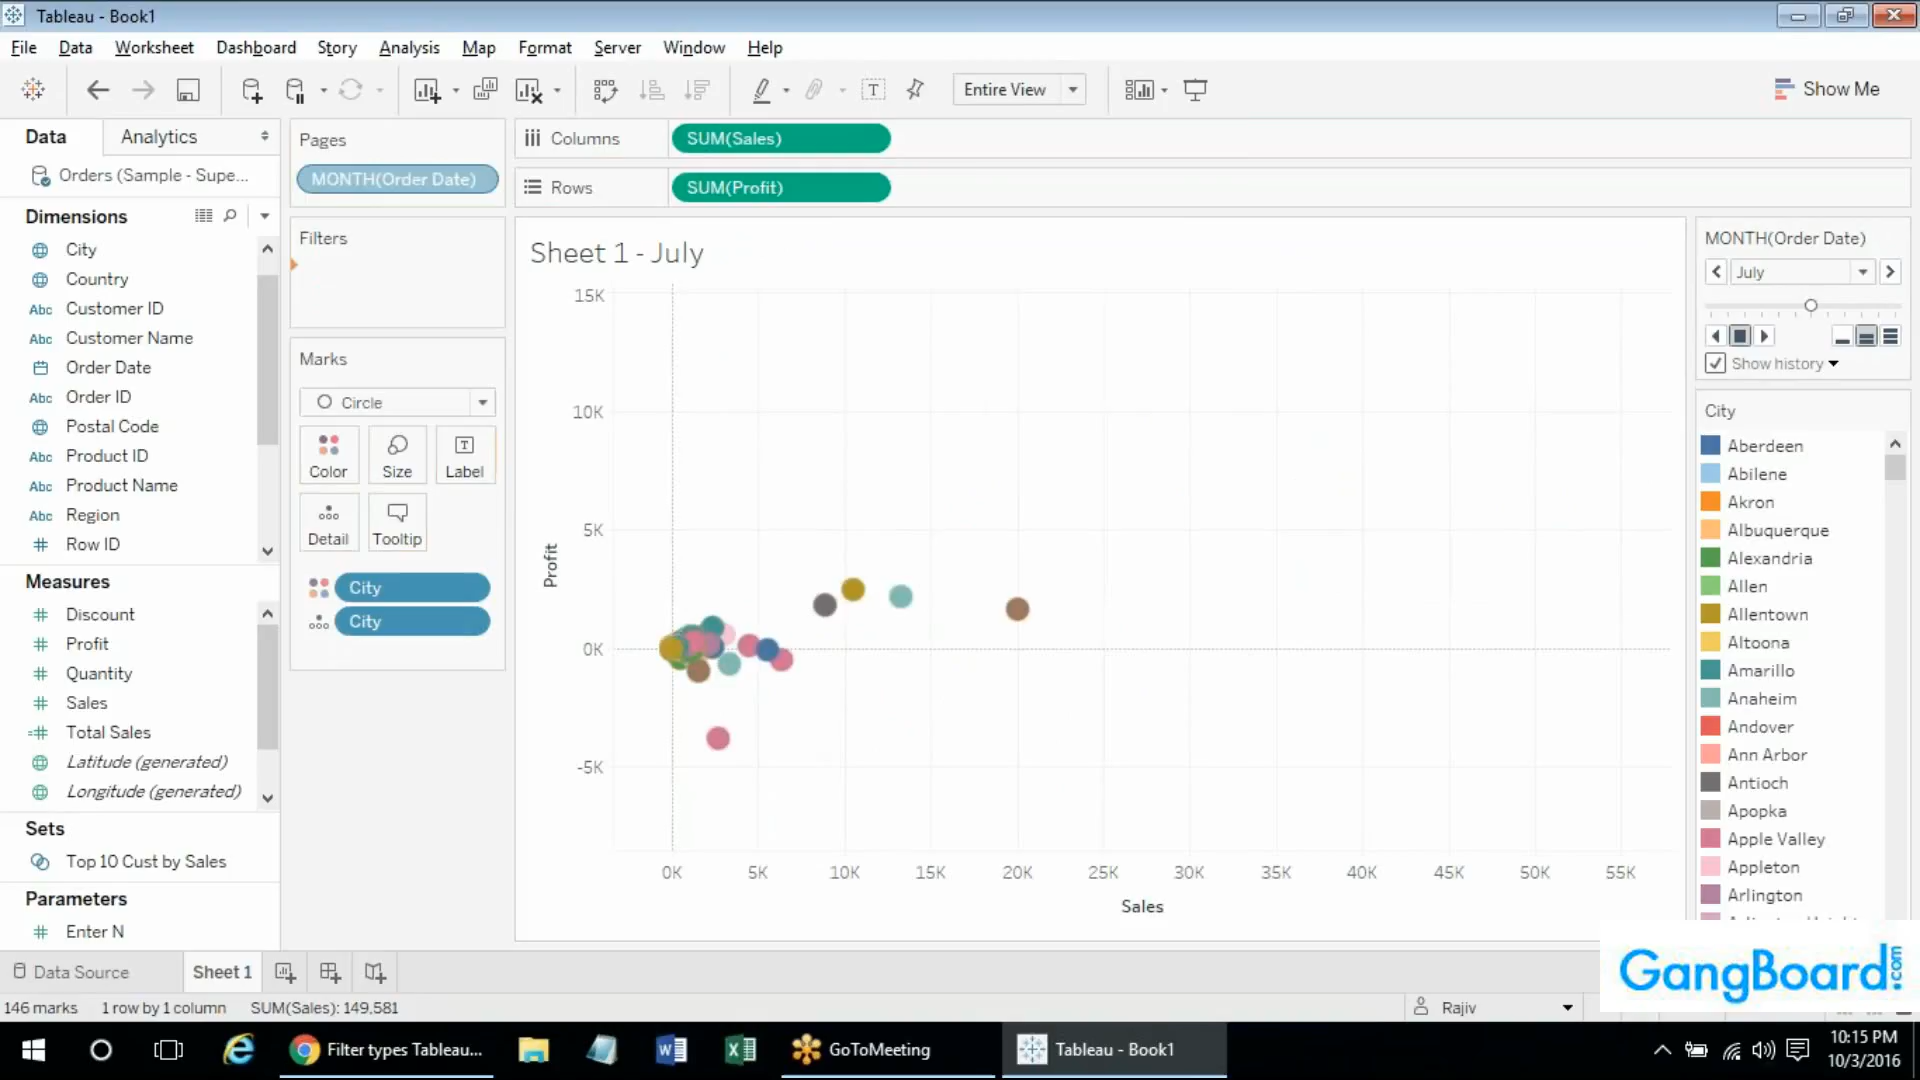 Tableau - Book1
File Data Worksheet Dashboard Story Analysis Map Format Server Window Help
Entire View
Show Me
Data Analytics
Orders (Sample - Supe...
Dimensions
City
Country
Abc Customer ID
Abc Customer Name
Order Date
Abc Order ID
Postal Code
Abc Product ID
Abc Product Name
Abc Region
# Row ID
Measures
# Discount
# Profit
# Quantity
# Sales
=# Total Sales
Latitude (generated)
Longitude (generated)
Sets
Top 10 Cust by Sales
Parameters
# Enter N
Pages
MONTH(Order Date)
Filters
Marks
Circle
Color Size Label
Detail Tooltip
City
City
Columns SUM(Sales)
Rows SUM(Profit)
Sheet 1 - July
15K
10K
5K
0K
-5K
Profit
0K 5K 10K 15K 20K 25K 30K 35K 40K 45K 50K 55K
Sales
MONTH(Order Date)
July
Show history
City
Aberdeen
Abilene
Akron
Albuquerque
Alexandria
Allen
Allentown
Altoona
Amarillo
Anaheim
Andover
Ann Arbor
Antioch
Apopka
Apple Valley
Appleton
Arlington
GangBoard.com
Data Source Sheet 1
146 marks 1 row by 1 column SUM(Sales): 149,581
Rajiv
Filter types Tableau...
GoToMeeting
Tableau - Book1
10:15 PM
10/3/2016